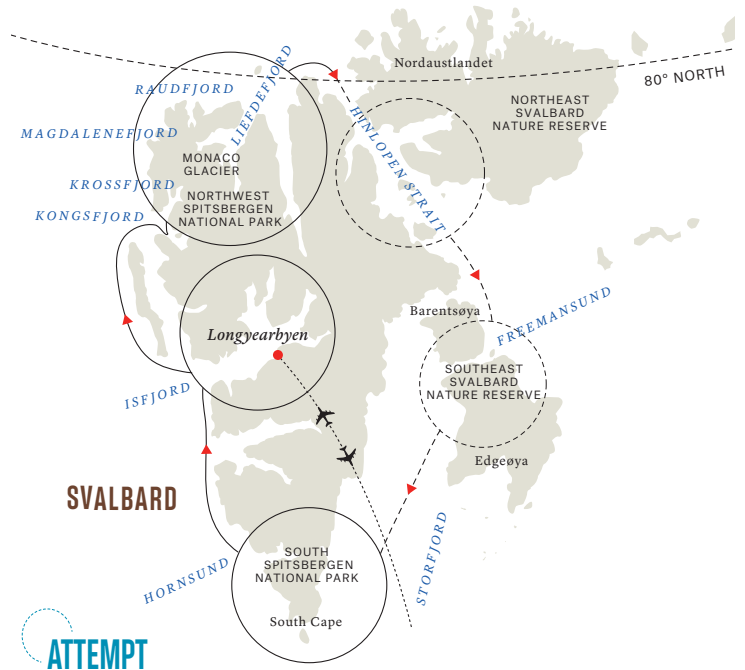 Nordaustlandet
80° NORTH
RAUDFJORD
LIEFDEFJORD
NORTHEAST
SVALBARD
NATURE RESERVE
HINLOPEN STRAIT
MAGDALENEFJORD
MONACO
GLACIER
KROSSFJORD
NORTHWEST
SPITSBERGEN
NATIONAL PARK
KONGSFJORD
Barentsøya
FREEMANSUND
Longyearbyen
SOUTHEAST
SVALBARD
NATURE RESERVE
ISFJORD
Edgeøya
SVALBARD
STORFJORD
HORNSUND
SOUTH
SPITSBERGEN
NATIONAL PARK
South Cape
ATTEMPT